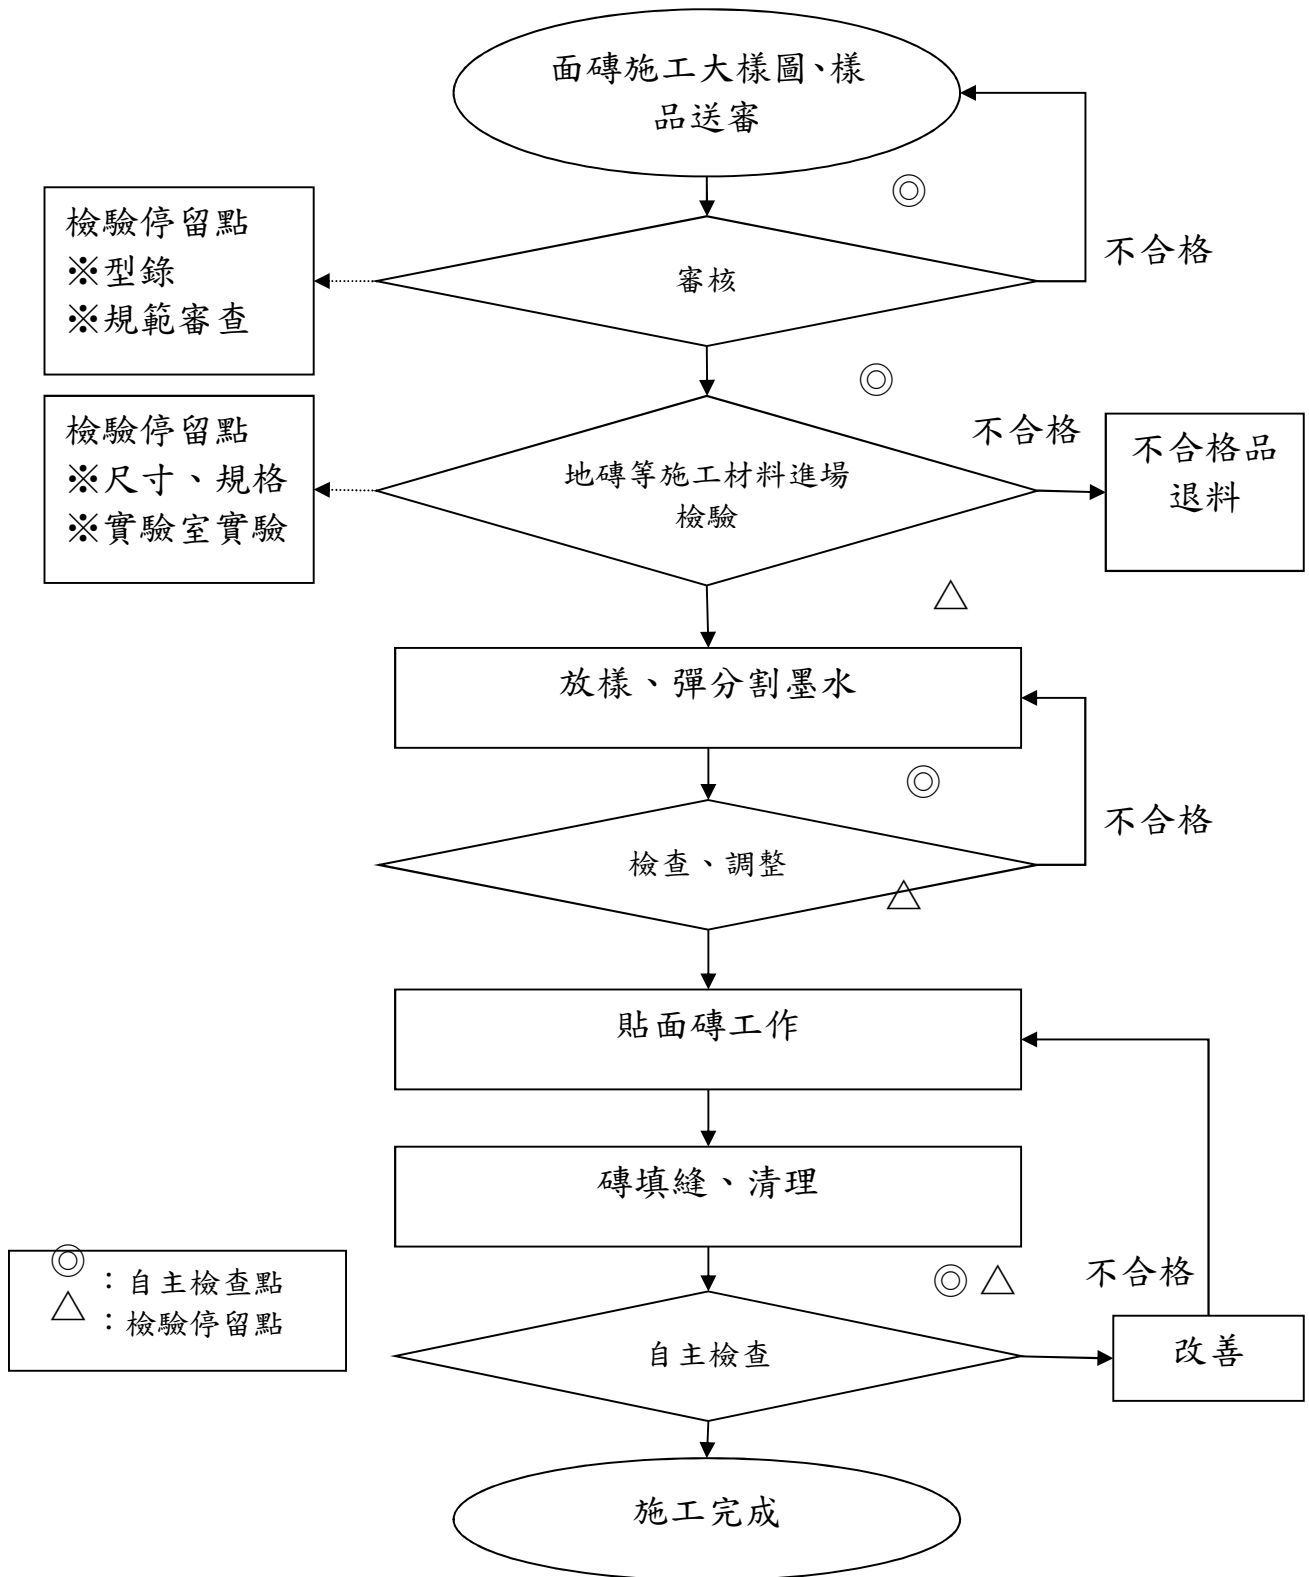 面磚施工大樣圖、樣
品送審
◎
檢驗停留點
※型錄
※規範審查
審核
不合格
◎
檢驗停留點
※尺寸、規格
※實驗室實驗
地磚等施工材料進場
檢驗
不合格
不合格品
退料
△
放樣、彈分割墨水
◎
檢查、調整
不合格
△
貼面磚工作
磚填縫、清理
◎ △
不合格
◎：自主檢查點
△：檢驗停留點
自主檢查
改善
施工完成